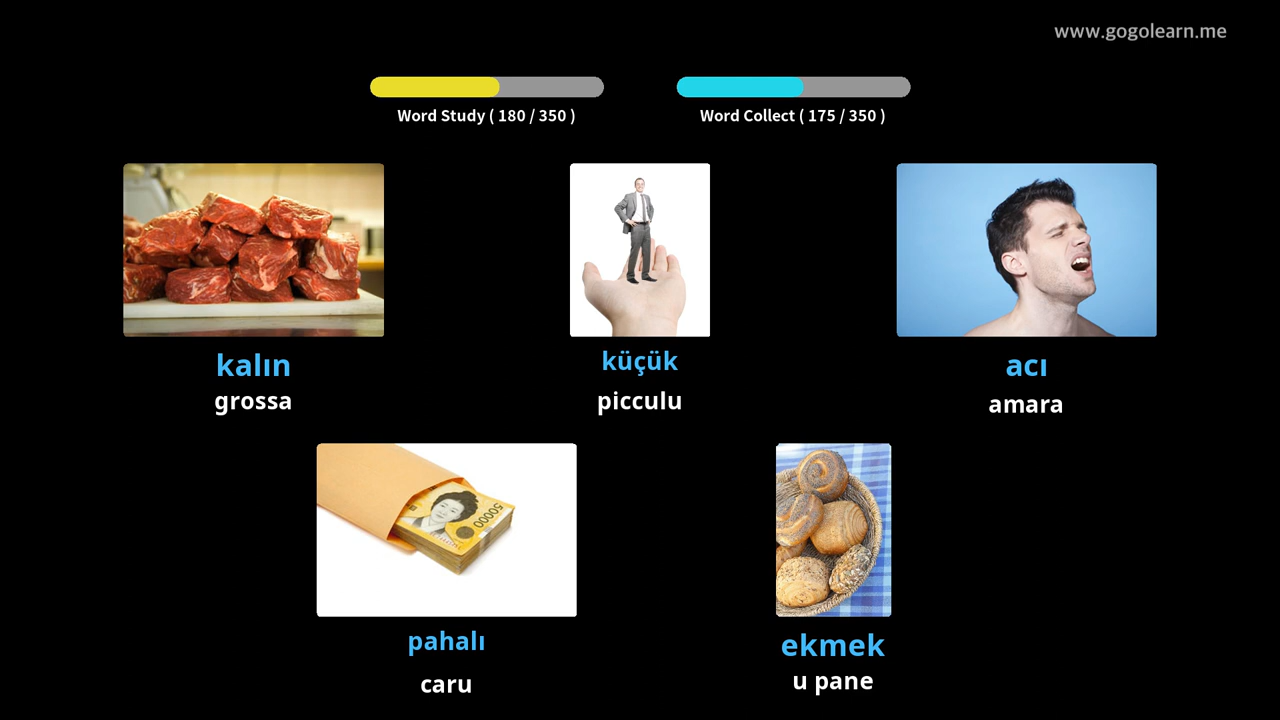 www.gogolearn.me
Word Study ( 180 / 350 )
Word Collect ( 175 / 350 )
kalın
grossa
küçük
picculu
acı
amara
50000
pahalı
caru
ekmek
u pane